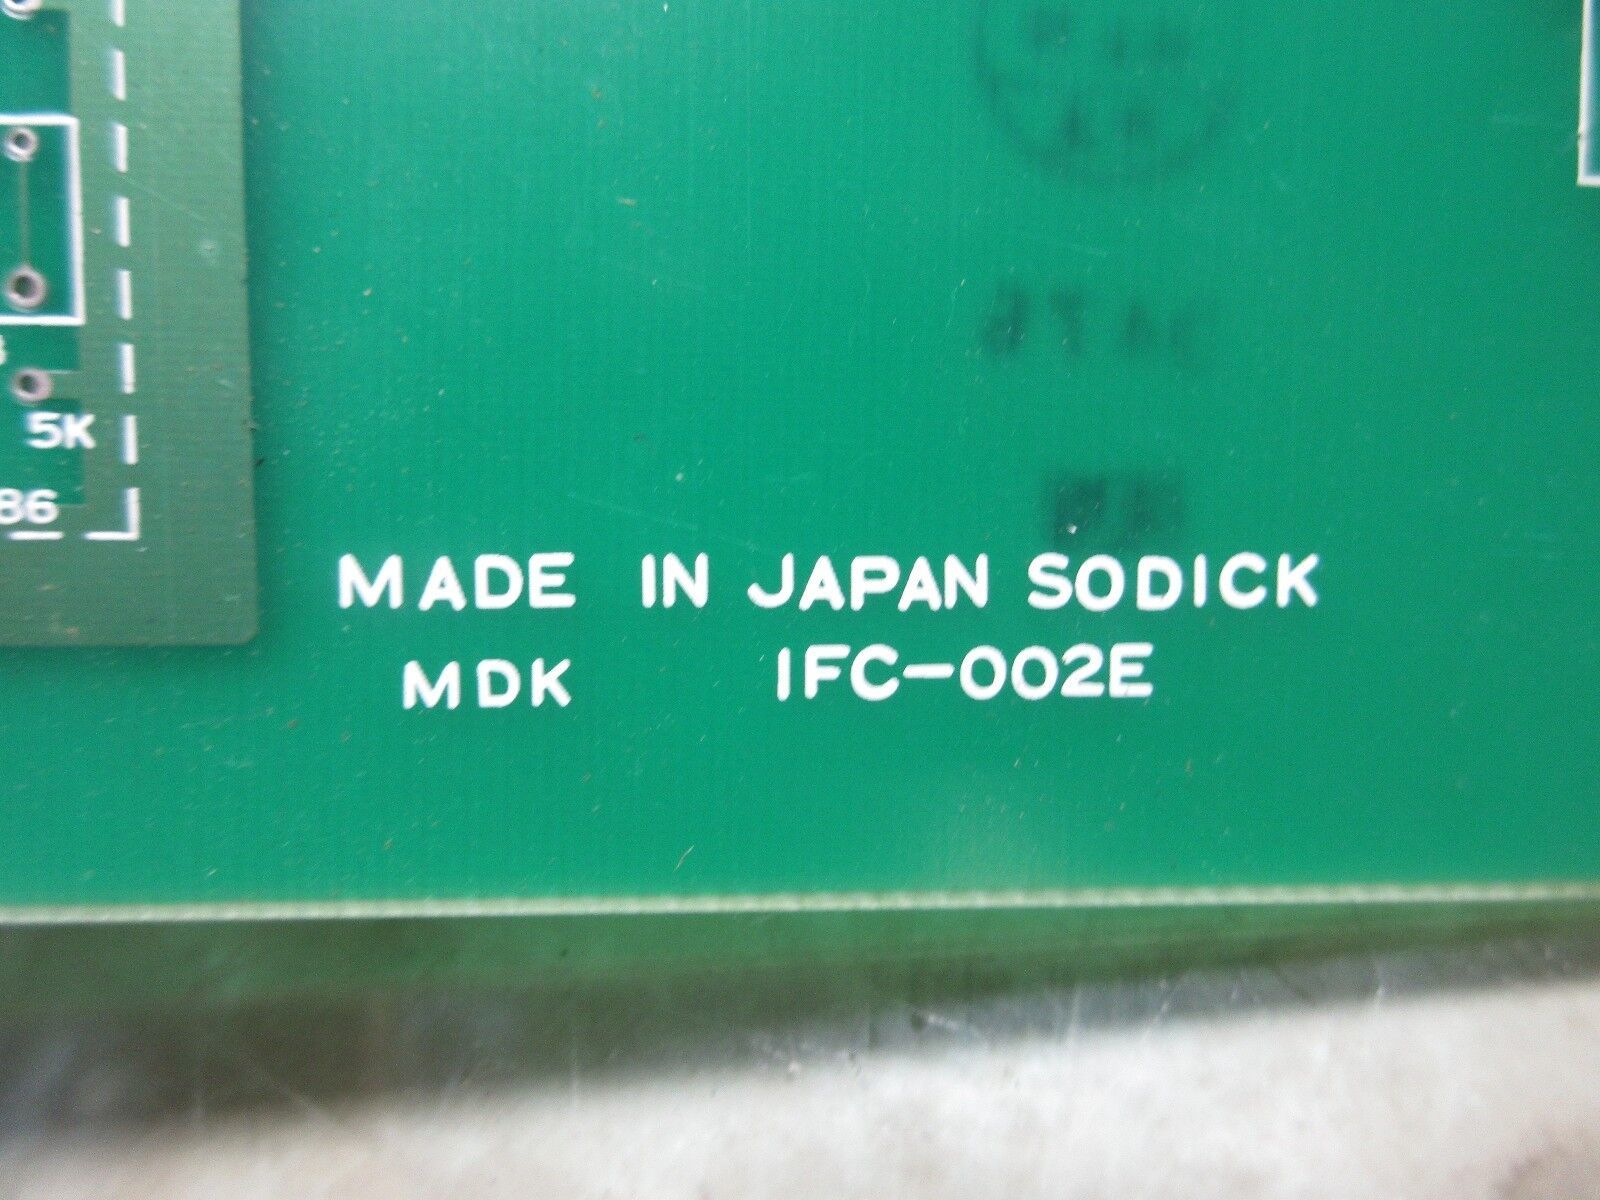 5K
86
MADE IN JAPAN SODICK
MDK IFC-002E